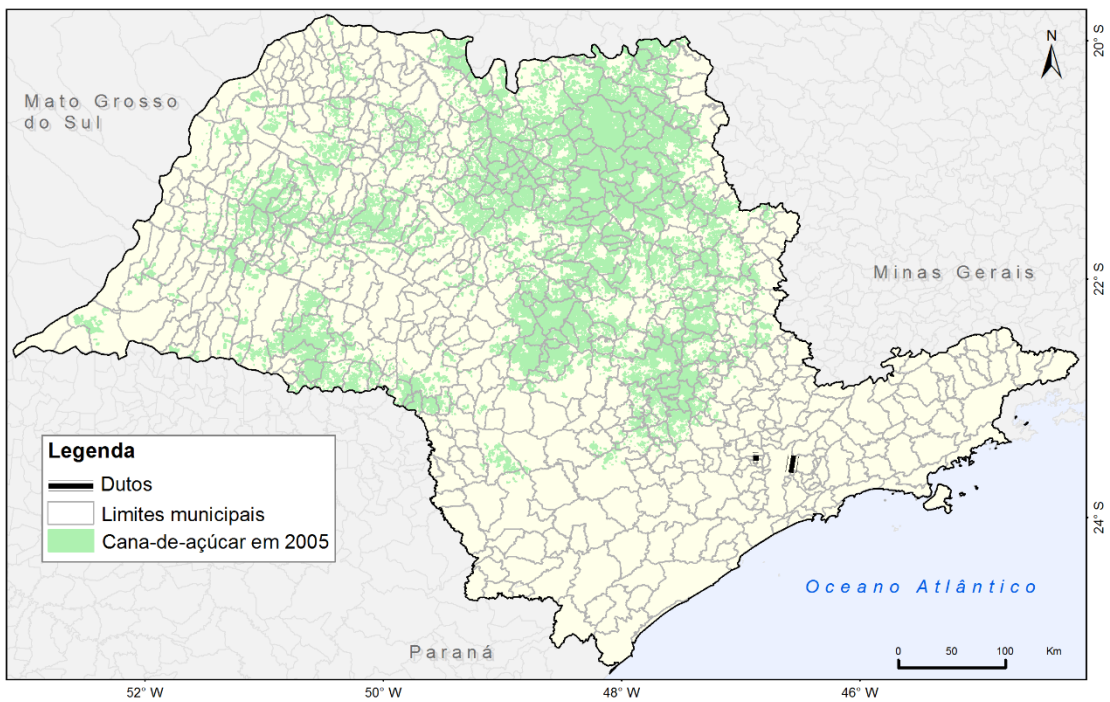 N
20° S
Mato Grosso
do Sul
Minas Gerais
22° S
Legenda
Dutos
Limites municipais
Cana-de-açúcar em 2005
24° S
Oceano Atlântico
Paraná
0 50 100 Km
52° W 50° W 48° W 46° W